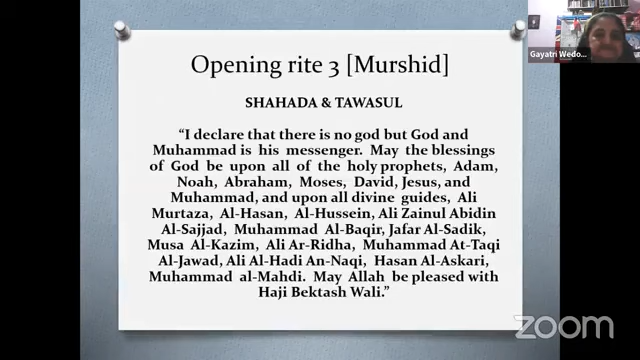 Gayatri Wedo...
Opening rite 3 [Murshid]
SHAHADA & TAWASUL
“I declare that there is no god but God and
Muhammad is his messenger. May the blessings
of God be upon all of the holy prophets, Adam,
Noah, Abraham, Moses, David, Jesus, and
Muhammad, and upon all divine guides, Ali
Murtaza, Al-Hasan, Al-Hussein, Ali Zainul Abidin
Al-Sajjad, Muhammad Al-Baqir, Jafar Al-Sadik,
Musa Al-Kazim, Ali Ar-Ridha, Muhammad At-Taqi
Al-Jawad, Ali Al-Hadi An-Naqi, Hasan Al-Askari,
Muhammad al-Mahdi. May Allah be pleased with
Haji Bektash Wali.”
zoom